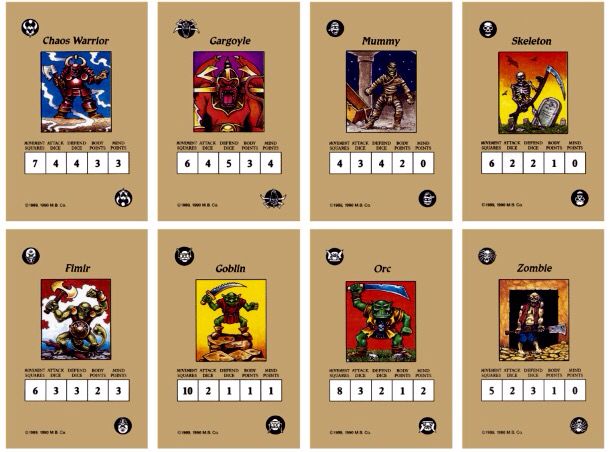 Chaos Warrior
MOVEMENT SQUARES ATTACK DICE DEFEND DICE BODY POINTS MIND POINTS
7 4 4 3 3
©1989, 1990 M.B. Co.
Gargoyle
MOVEMENT SQUARES ATTACK DICE DEFEND DICE BODY POINTS MIND POINTS
6 4 5 3 4
©1989, 1990 M.B. Co.
Mummy
MOVEMENT SQUARES ATTACK DICE DEFEND DICE BODY POINTS MIND POINTS
4 3 4 2 0
©1989, 1990 M.B. Co.
Skeleton
MOVEMENT SQUARES ATTACK DICE DEFEND DICE BODY POINTS MIND POINTS
6 2 2 1 0
©1989, 1990 M.B. Co.
Fimir
MOVEMENT SQUARES ATTACK DICE DEFEND DICE BODY POINTS MIND POINTS
6 3 3 2 3
©1989, 1990 M.B. Co.
Goblin
MOVEMENT SQUARES ATTACK DICE DEFEND DICE BODY POINTS MIND POINTS
10 2 1 1 1
©1989, 1990 M.B. Co.
Orc
MOVEMENT SQUARES ATTACK DICE DEFEND DICE BODY POINTS MIND POINTS
8 3 2 1 2
©1989, 1990 M.B. Co.
Zombie
MOVEMENT SQUARES ATTACK DICE DEFEND DICE BODY POINTS MIND POINTS
5 2 3 1 0
©1989, 1990 M.B. Co.